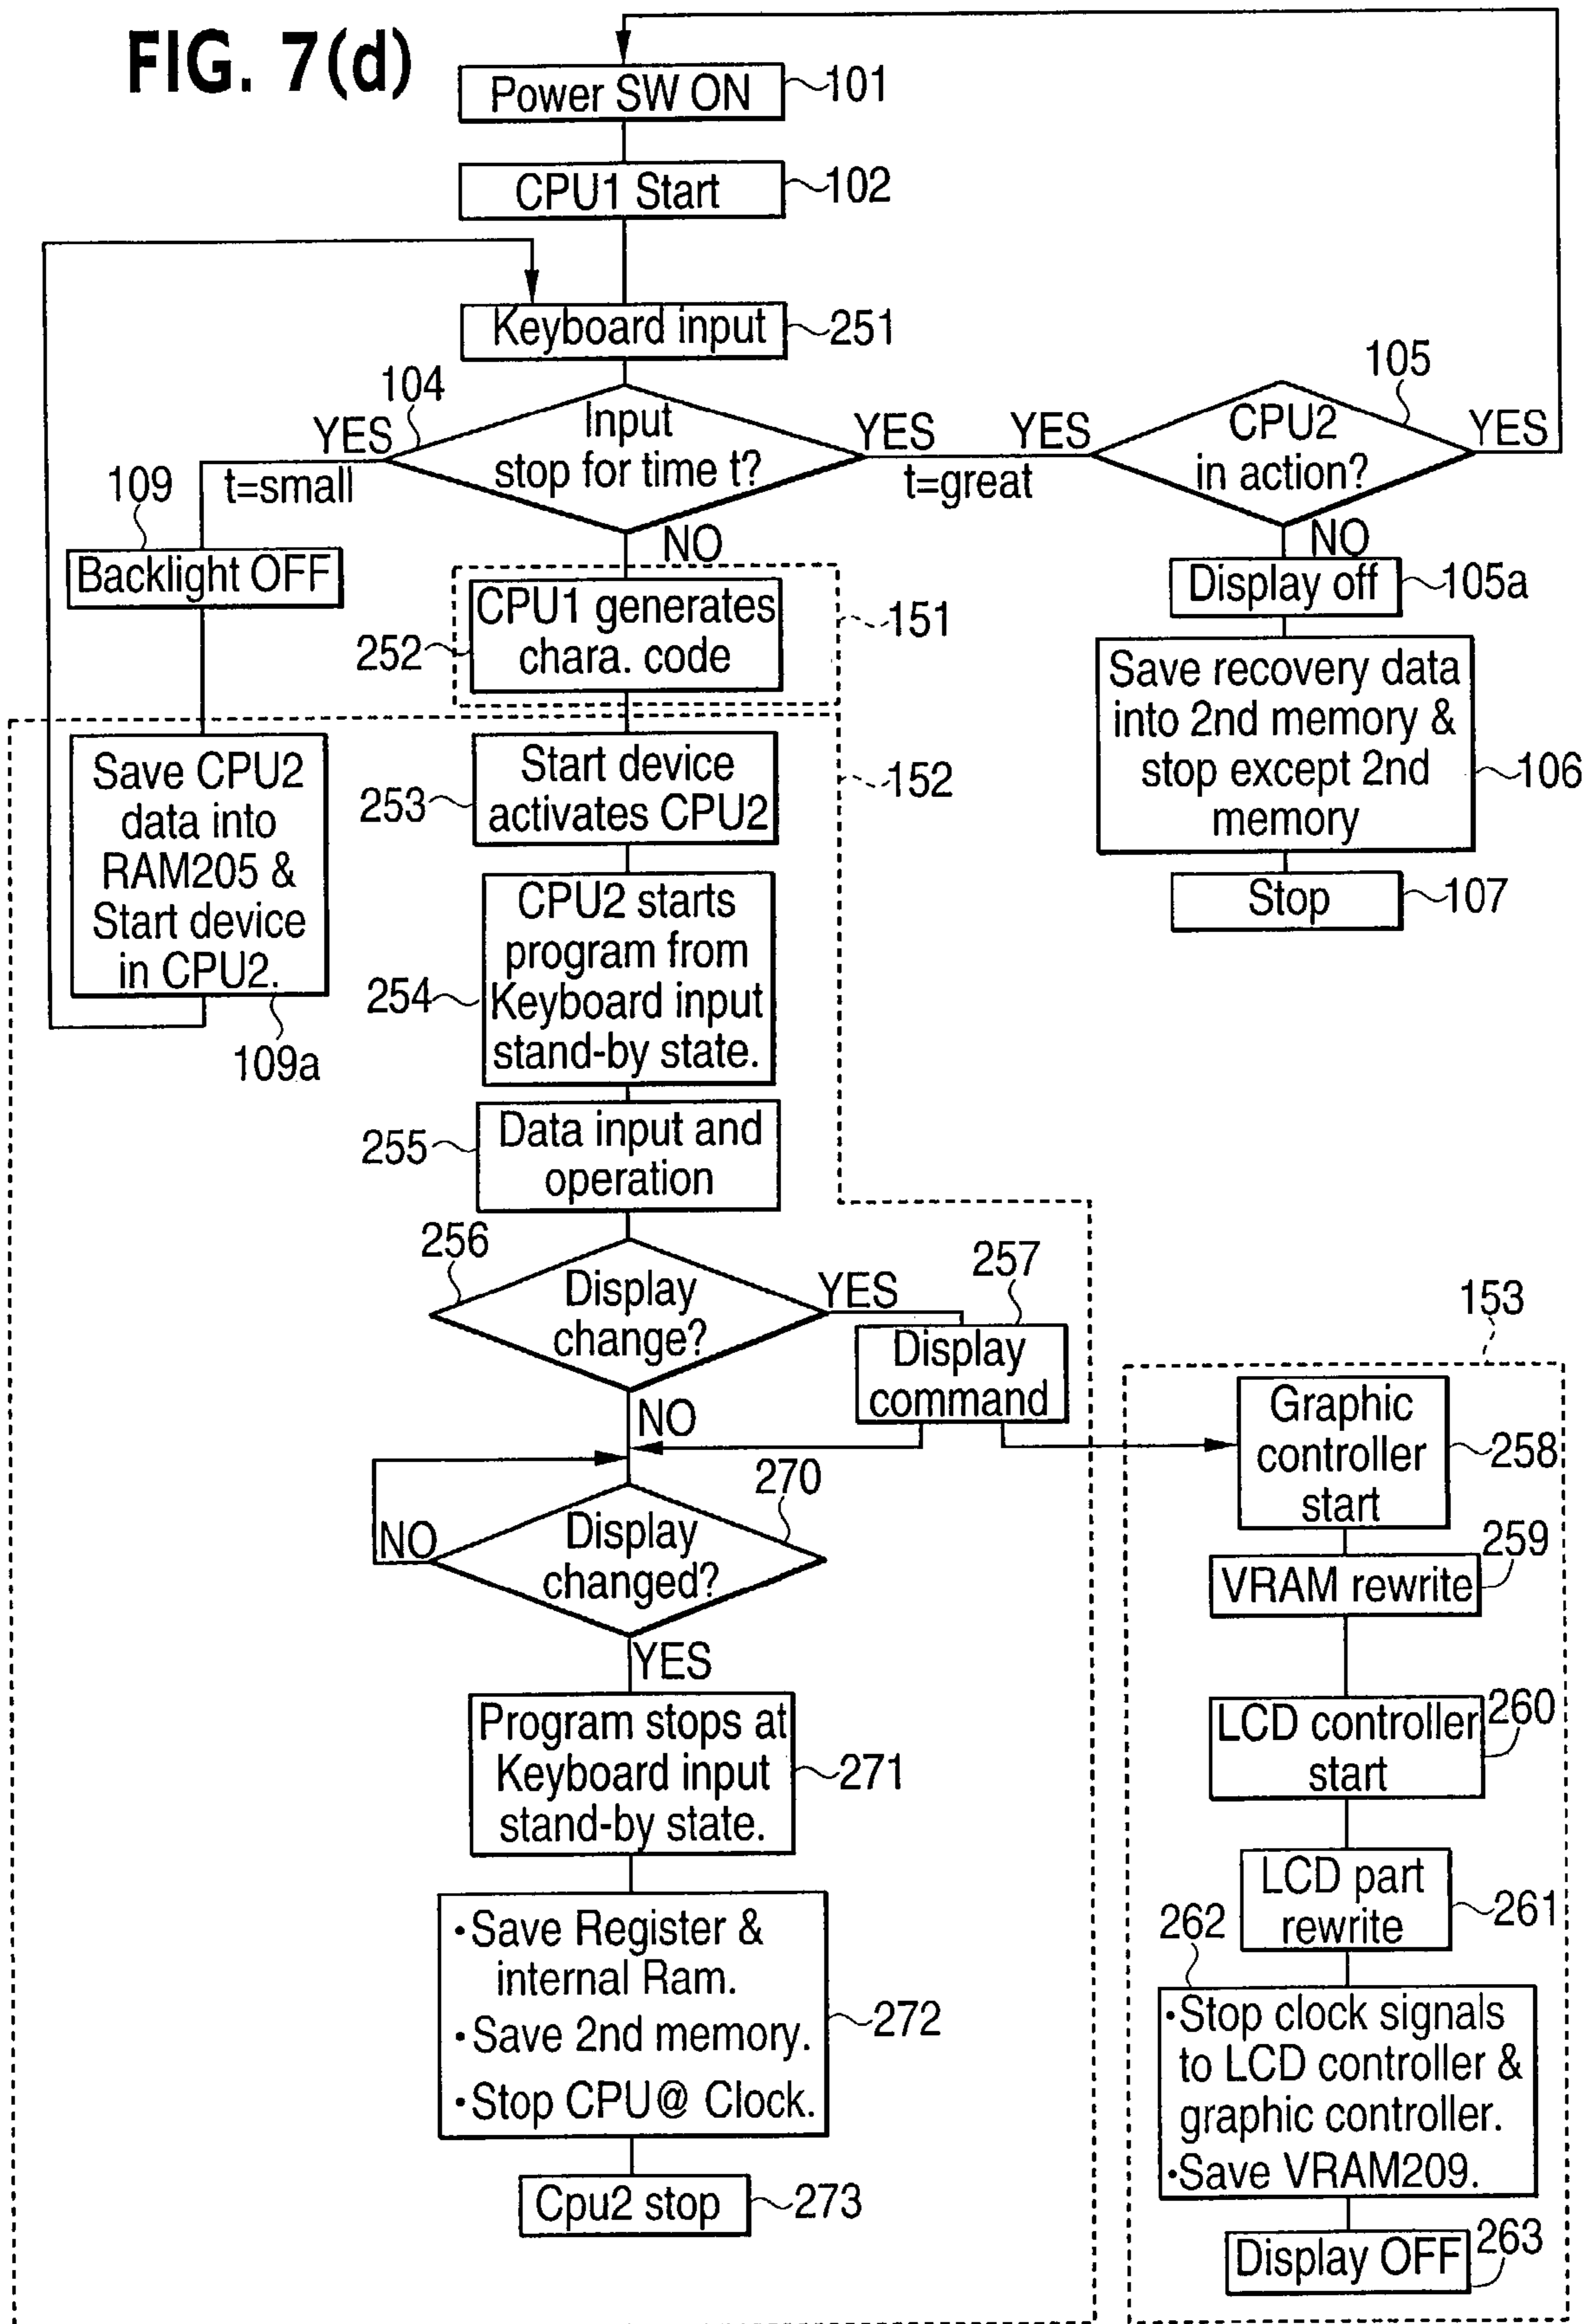 FIG. 7(d)
Power SW ON
101
CPU1 Start
102
Keyboard input
251
104
Input
stop for time t?
YES
t=small
YES
t=great
NO
YES
105
CPU2
in action?
YES
NO
109
Backlight OFF
Display off
105a
CPU1 generates
chara. code
252
151
Save recovery data
into 2nd memory &
stop except 2nd
memory
106
Stop
107
Save CPU2
data into
RAM205 &
Start device
in CPU2.
109a
Start device
activates CPU2
253
152
CPU2 starts
program from
Keyboard input
stand-by state.
254
Data input and
operation
255
256
Display
change?
YES
NO
257
Display
command
270
Display
changed?
NO
YES
Program stops at
Keyboard input
stand-by state.
271
•Save Register &
internal Ram.
•Save 2nd memory.
•Stop CPU@ Clock.
272
Cpu2 stop
273
153
Graphic
controller
start
258
259
VRAM rewrite
LCD controller
start
260
LCD part
rewrite
261
262
•Stop clock signals
to LCD controller &
graphic controller.
•Save VRAM209.
Display OFF
263